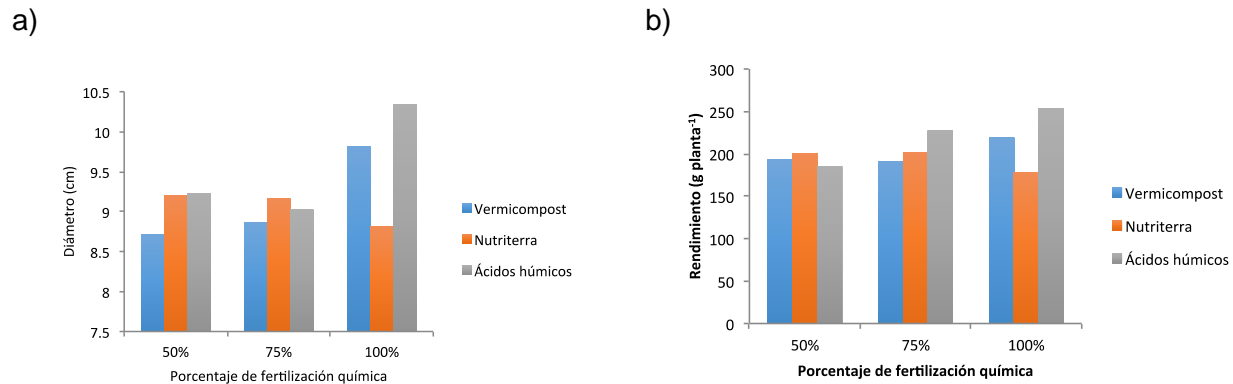 a)
10.5
10
9.5
9
8.5
8
7.5
Diámetro (cm)
50%
75%
100%
Porcentaje de fertilización química
Vermicompost
Nutriterra
Ácidos húmicos
b)
300
250
200
150
100
50
0
Rendimiento (g planta⁻¹)
50%
75%
100%
Porcentaje de fertilización química
Vermicompost
Nutriterra
Ácidos húmicos